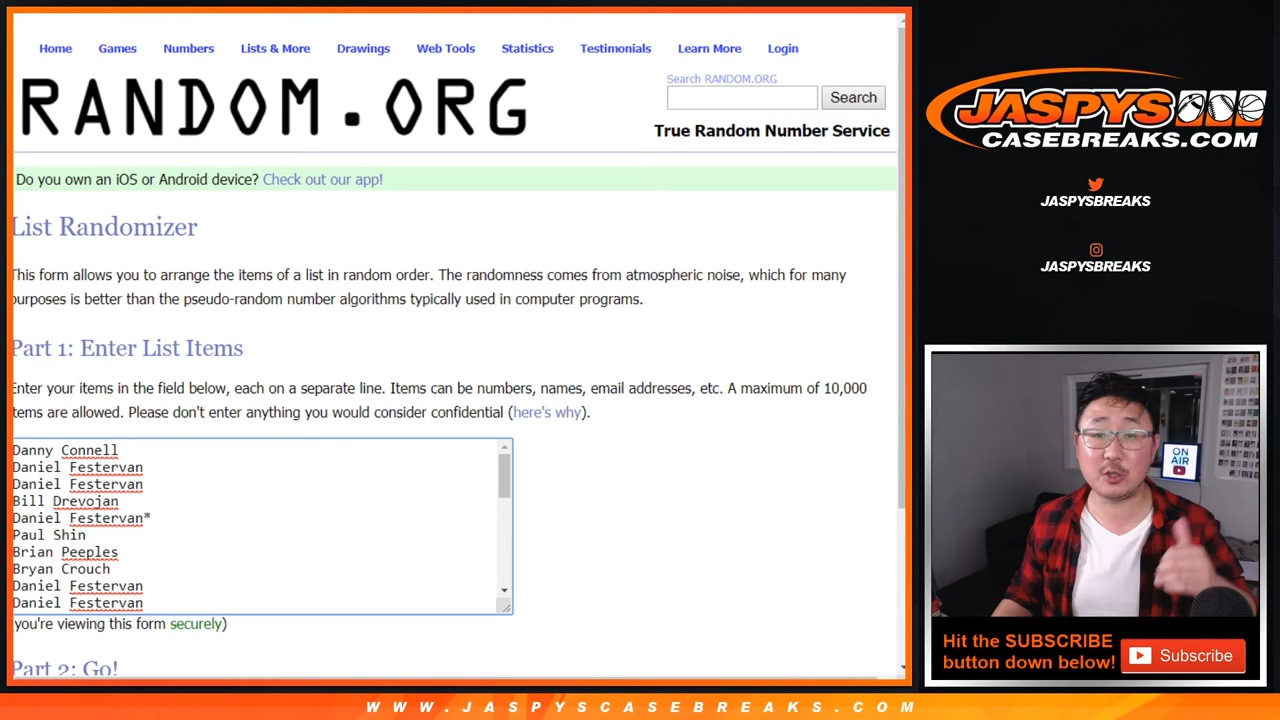 Home Games Numbers Lists & More Drawings Web Tools Statistics Testimonials Learn More Login
RANDOM.ORG
Search RANDOM.ORG
Search
True Random Number Service
Do you own an iOS or Android device? Check out our app!
List Randomizer
This form allows you to arrange the items of a list in random order. The randomness comes from atmospheric noise, which for many
purposes is better than the pseudo-random number algorithms typically used in computer programs.
Part 1: Enter List Items
Enter your items in the field below, each on a separate line. Items can be numbers, names, email addresses, etc. A maximum of 10,000
items are allowed. Please don't enter anything you would consider confidential (here's why).
Danny Connell
Daniel Festervan
Daniel Festervan
Bill Drevojan
Daniel Festervan*
Paul Shin
Brian Peeples
Bryan Crouch
Daniel Festervan
Daniel Festervan
you're viewing this form securely)
Part 2: Go!
JASPYS
CASEBREAKS.COM
JASPYSBREAKS
JASPYSBREAKS
ON
AIR
Hit the SUBSCRIBE
button down below!
Subscribe
WWW.JASPYSCASEBREAKS.COM